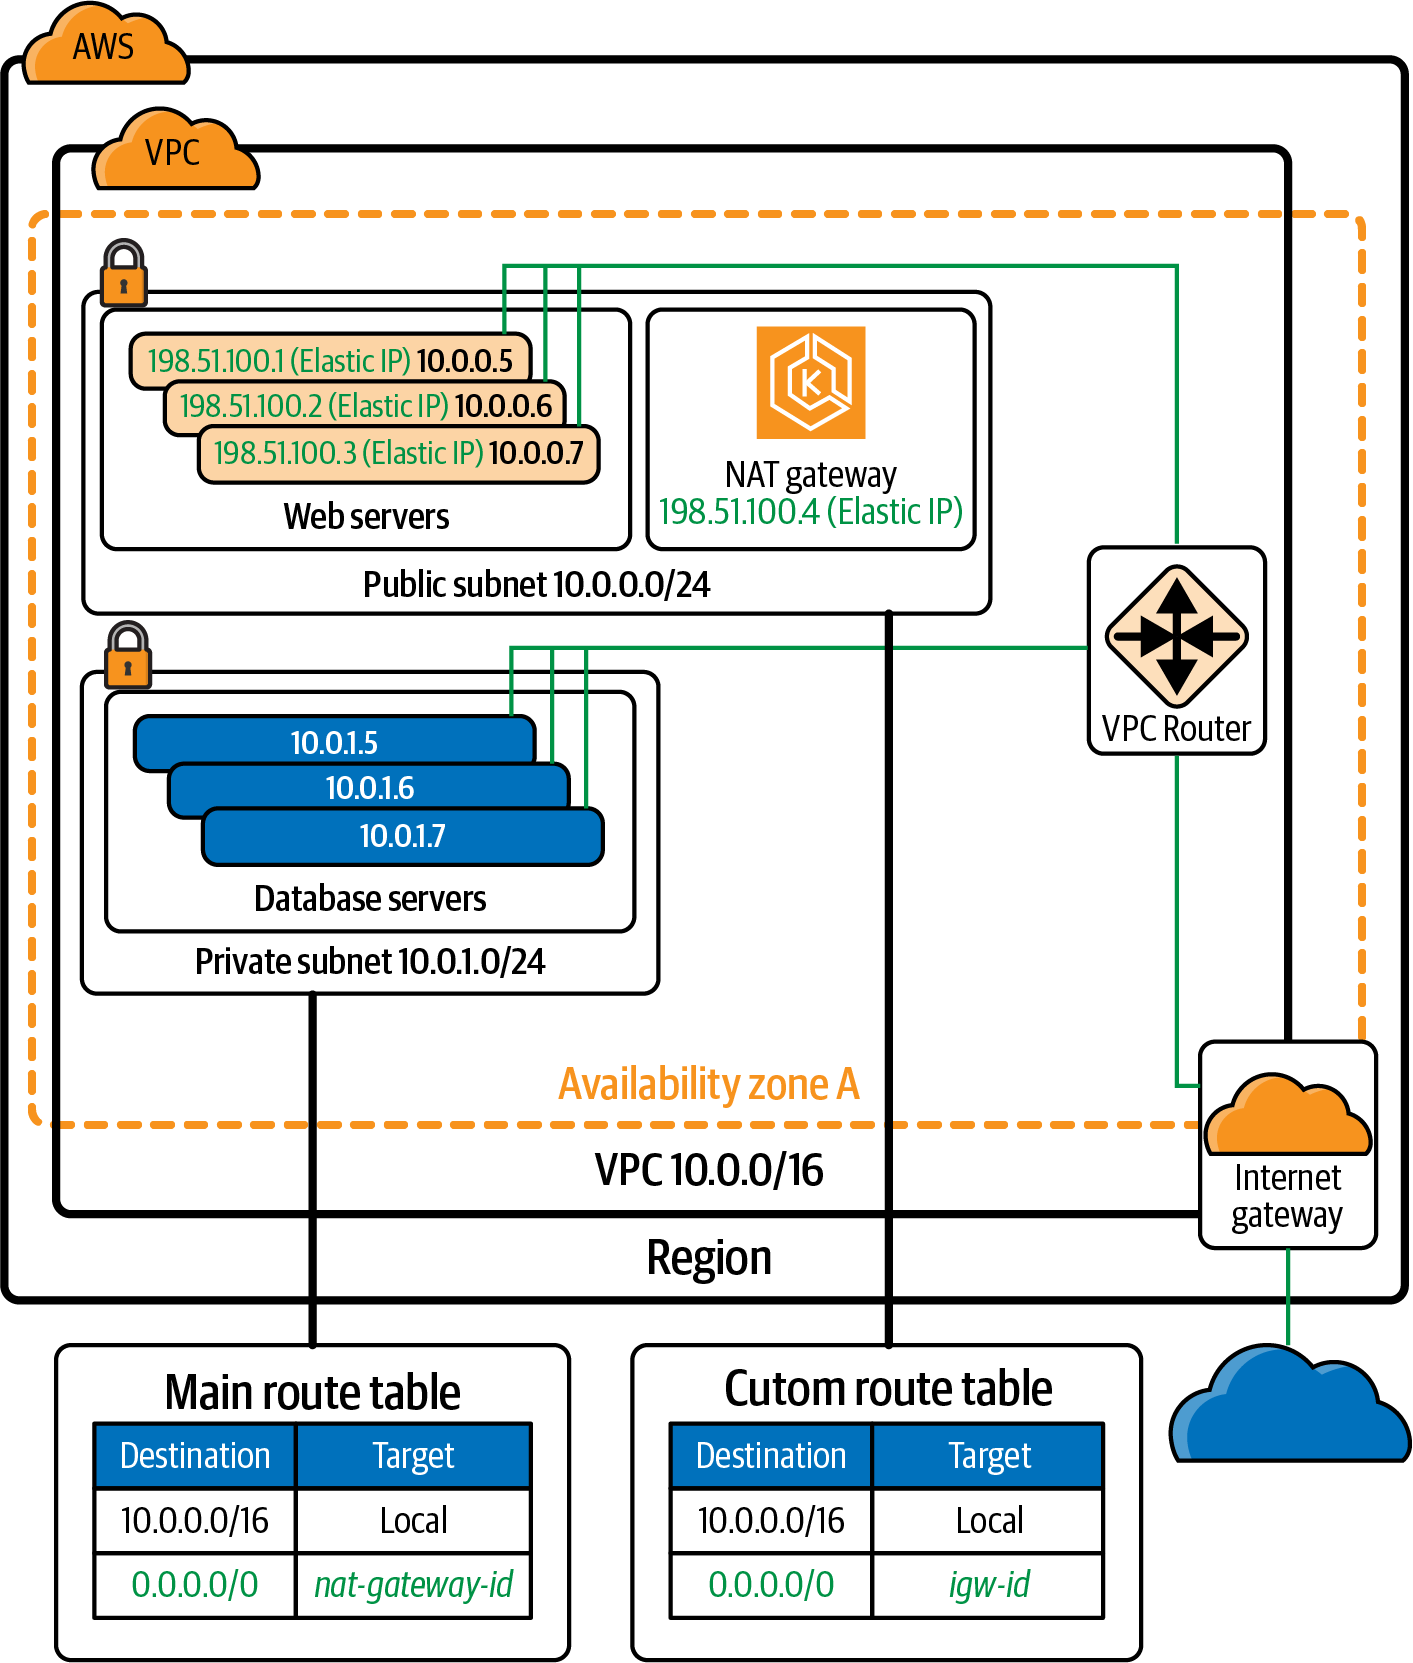 AWS
VPC
198.51.100.1 (Elastic IP) 10.0.0.5
198.51.100.2 (Elastic IP) 10.0.0.6
198.51.100.3 (Elastic IP) 10.0.0.7
Web servers
K
NAT gateway
198.51.100.4 (Elastic IP)
Public subnet 10.0.0.0/24
VPC Router
10.0.1.5
10.0.1.6
10.0.1.7
Database servers
Private subnet 10.0.1.0/24
Availability zone A
VPC 10.0.0/16
Internet
gateway
Region
Main route table
Destination Target
10.0.0.0/16 Local
0.0.0.0/0 nat-gateway-id
Cutom route table
Destination Target
10.0.0.0/16 Local
0.0.0.0/0 igw-id